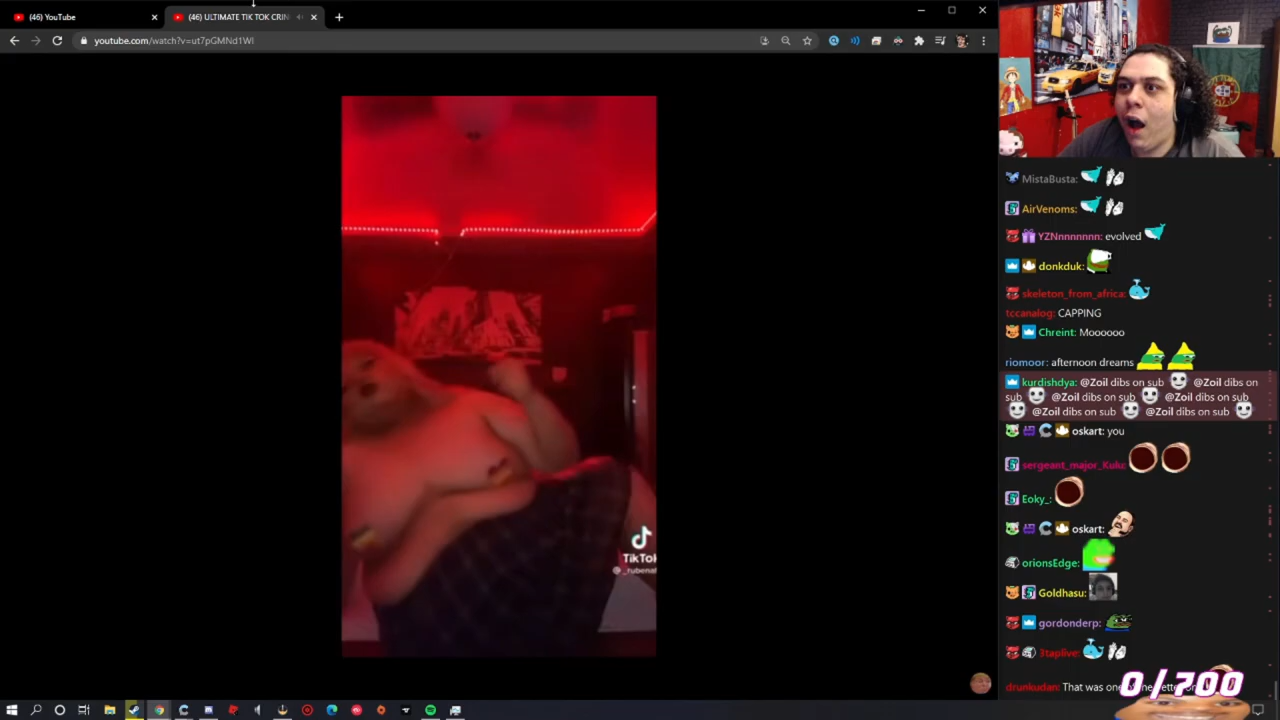 (46) YouTube
(46) ULTIMATE TIK TOK CRIN
youtube.com/watch?v=ut7pGMNd1WI
MistaBusta:
AirVenoms:
YZNnnnnnnn: evolved
donkduk:
skeleton_from_africa:
tccanalog: CAPPING
Chreint: Moooooo
riomoor: afternoon dreams
kurdishdya: @Zoil dibs on sub @Zoil dibs on
sub @Zoil dibs on sub @Zoil dibs on sub
@Zoil dibs on sub @Zoil dibs on sub
oskart: you
sergeant_major_Kulu:
Eoky_:
oskart:
orionsEdge:
Goldhasu:
gordonderp:
3taplive:
drunkudan: That was one
0/700
TikTok